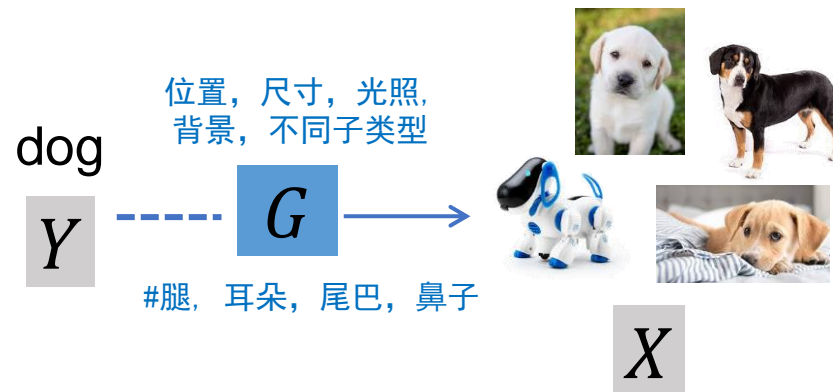 位置，尺寸，光照，
背景，不同子类型
dog
Y
G
#腿， 耳朵，尾巴，鼻子
X